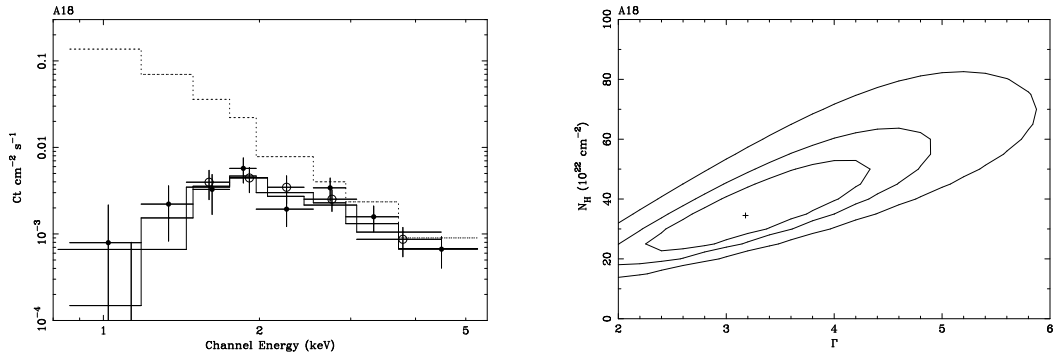 A18
0.1
0.01
10⁻³
10⁻⁴
Ct cm⁻² s⁻¹
1 2 5
Channel Energy (keV)
A18
100
80
60
40
20
0
N_H (10²² cm⁻²)
2 3 4 5 6
Γ